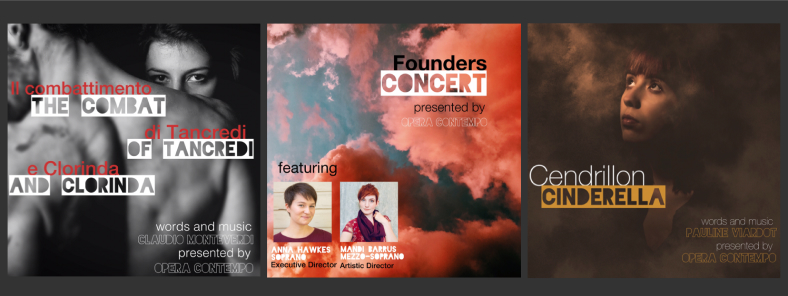 Il combattimento
THE COMBAT
di Tancredi
OF TANCREDI
e Clorinda
AND CLORINDA
words and music
CLAUDIO MONTEVERDI
presented by
OPERA CONTEMPO
Founders
CONCERT
presented by
OPERA CONTEMPO
featuring
ANNA HAWKES
SOPRANO
Executive Director
MANDI BARRUS
MEZZO-SOPRANO
Artistic Director
Cendrillon
CINDERELLA
words and music
PAULINE VIARDOT
presented by
OPERA CONTEMPO